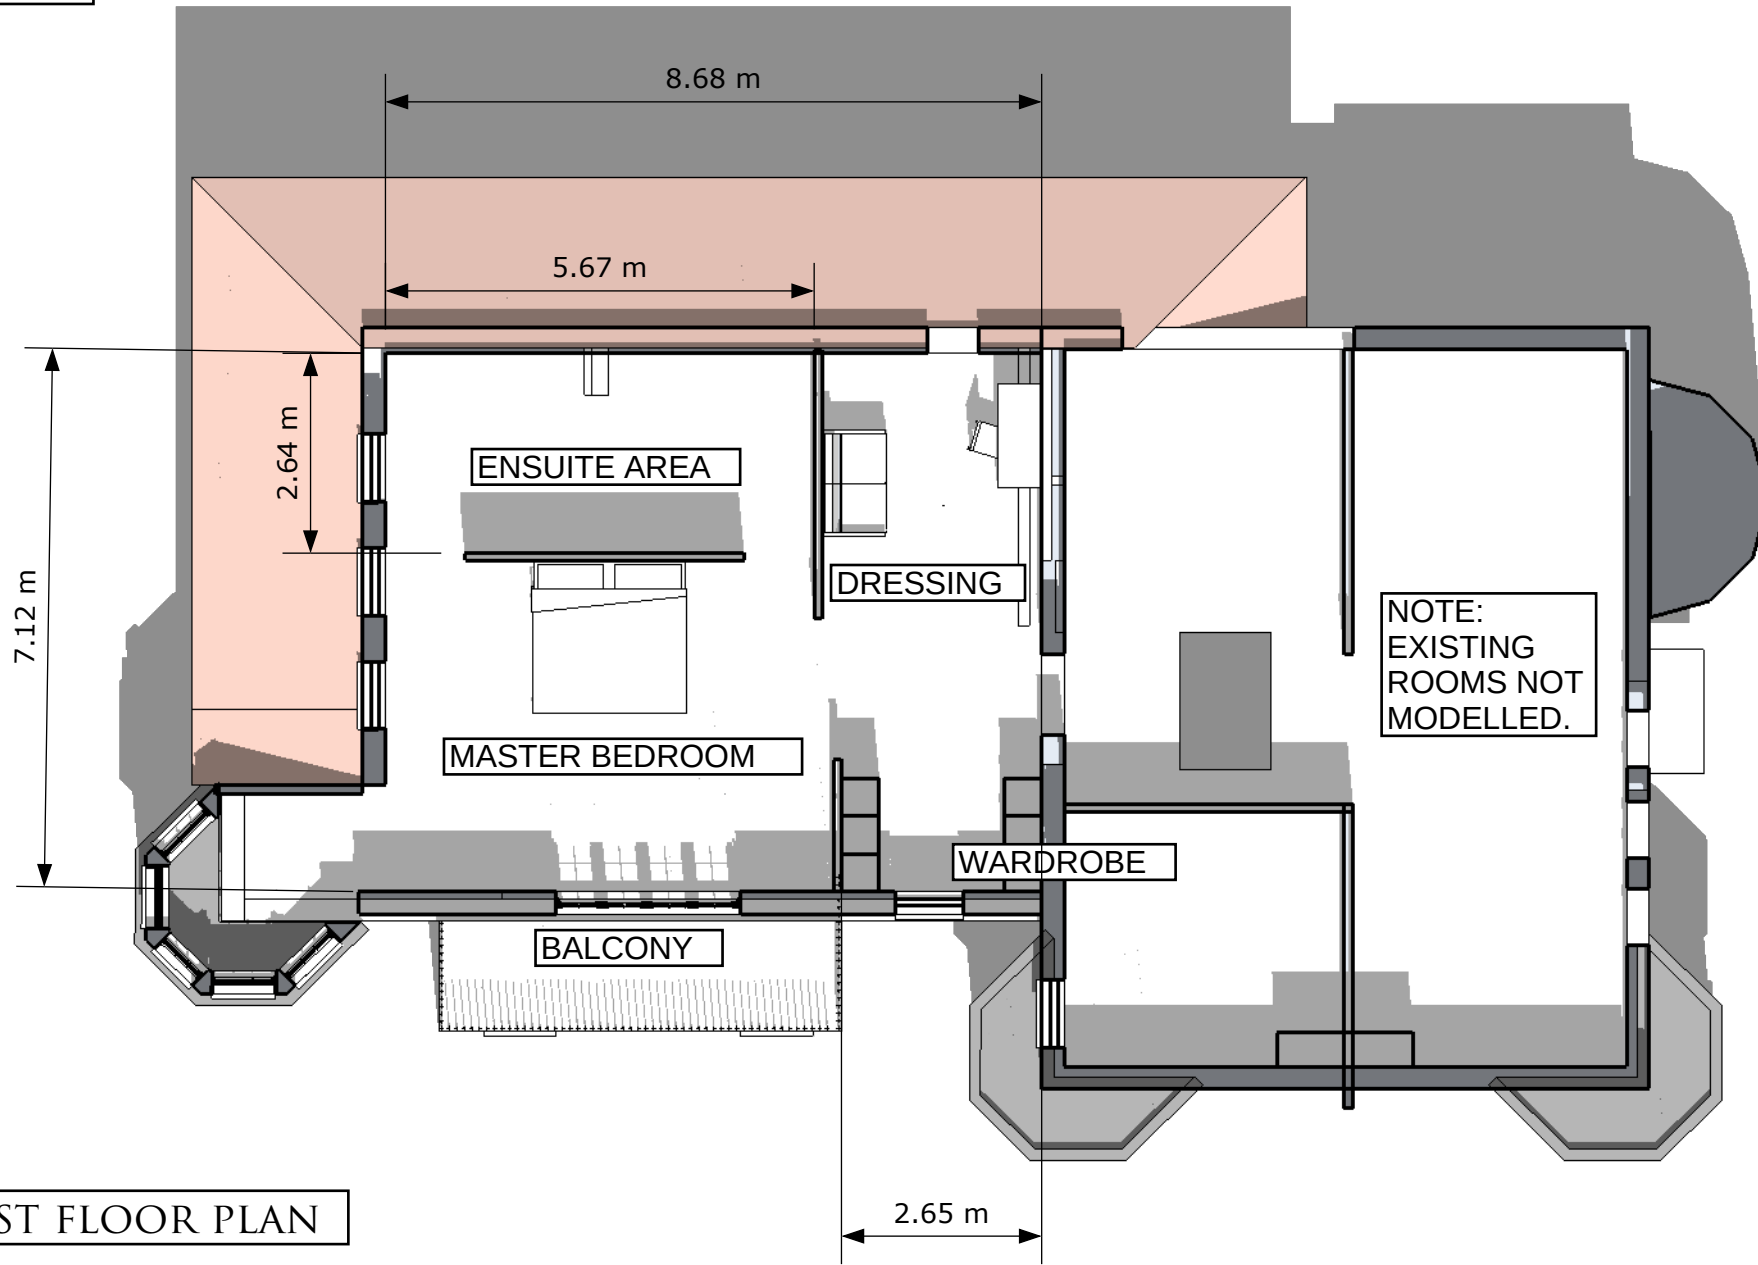 8.68 m
5.67 m
2.64 m
7.12 m
ENSUITE AREA
DRESSING
NOTE:
EXISTING
ROOMS NOT
MODELLED.
MASTER BEDROOM
WARDROBE
BALCONY
2.65 m
ST FLOOR PLAN